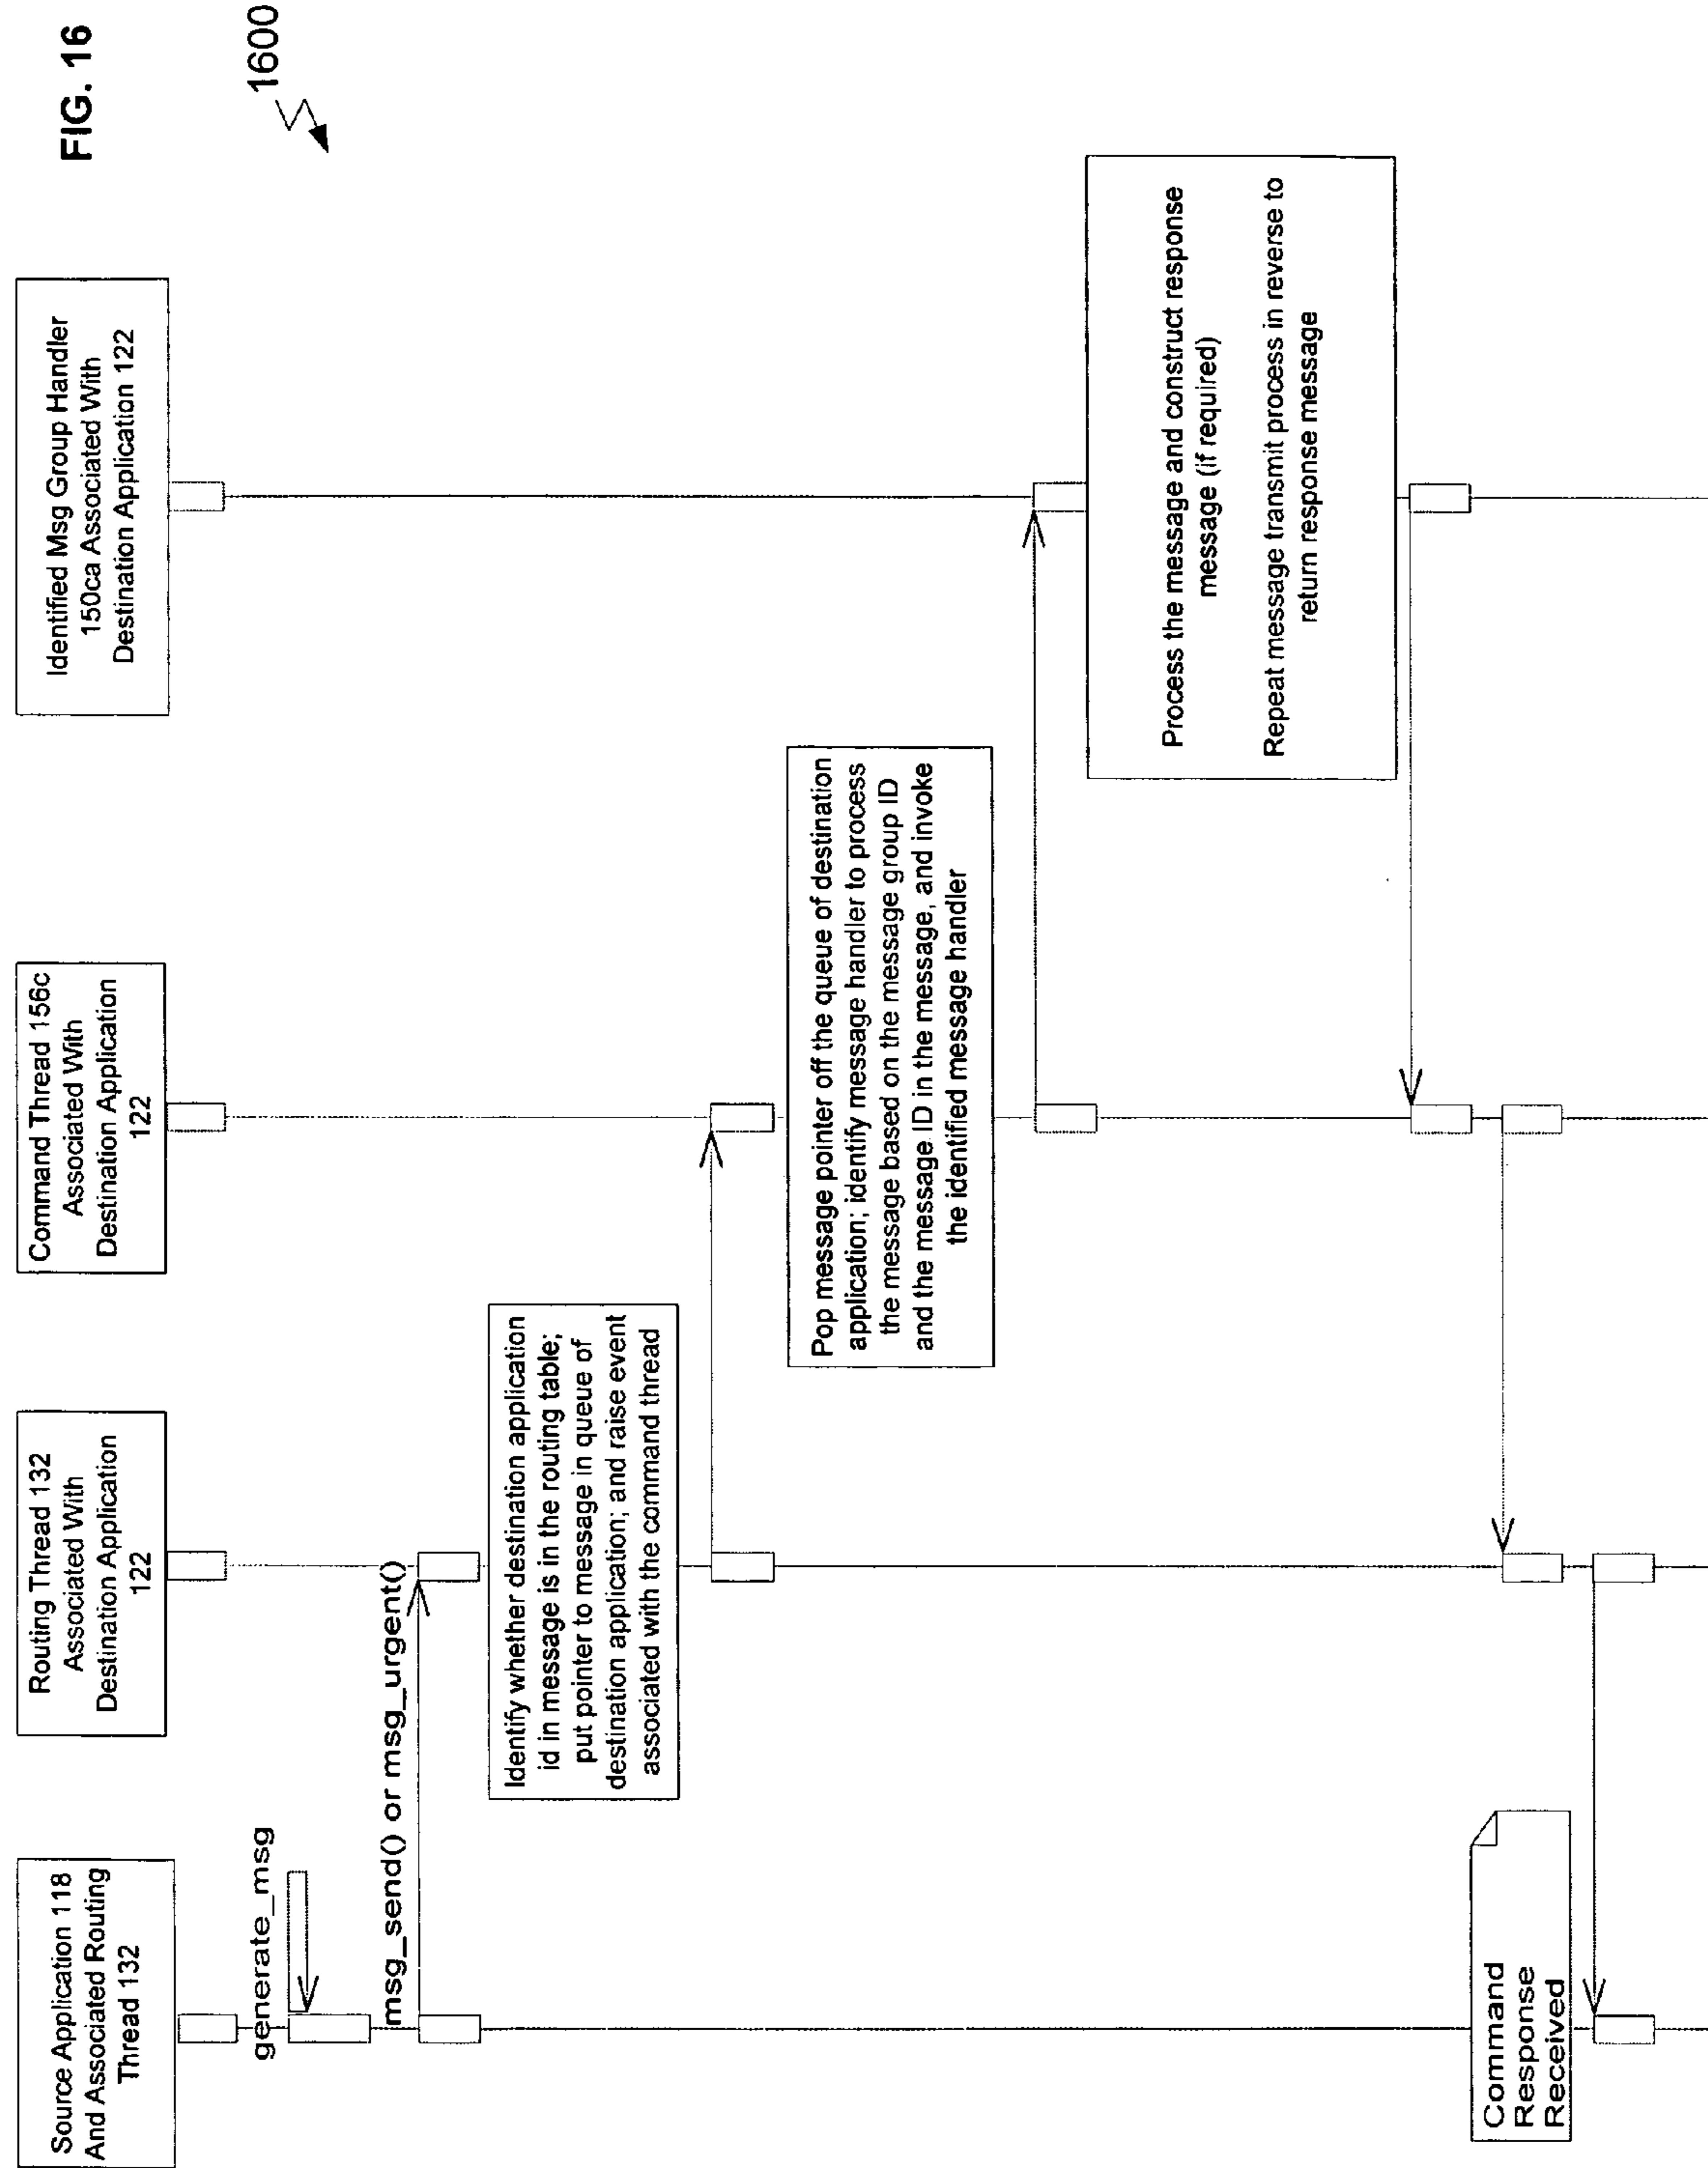 FIG. 16
1600
Source Application 118
And Associated Routing
Thread 132
Routing Thread 132
Associated With
Destination Application
122
Command Thread 156c
Associated With
Destination Application
122
Identified Msg Group Handler
150ca Associated With
Destination Application 122
generate_msg
msg_send() or msg_urgent()
Identify whether destination application
id in message is in the routing table;
put pointer to message in queue of
destination application; and raise event
associated with the command thread
Pop message pointer off the queue of destination
application; identify message handler to process
the message based on the message group ID
and the message ID in the message, and invoke
the identified message handler
Process the message and construct response
message (if required)
Repeat message transmit process in reverse to
return response message
Command
Response
Received